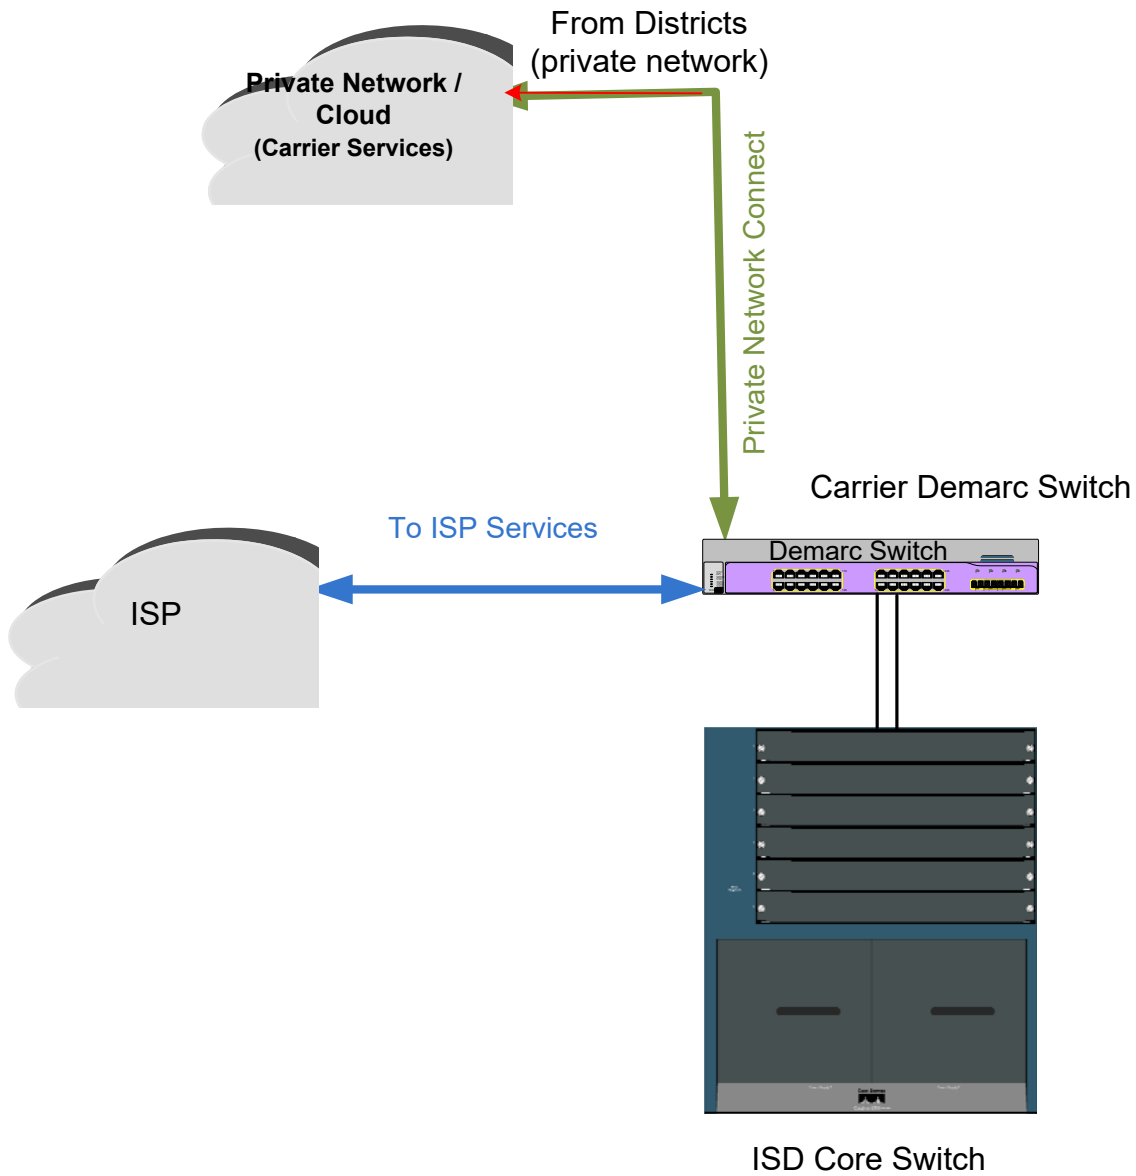 From Districts
(private network)
Private Network /
Cloud
(Carrier Services)
Private Network Connect
Carrier Demarc Switch
To ISP Services
Demarc Switch
ISP
ISD Core Switch